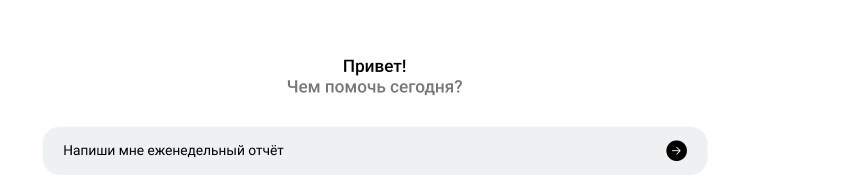 Привет!
Чем помочь сегодня?
Напиши мне еженедельный отчёт